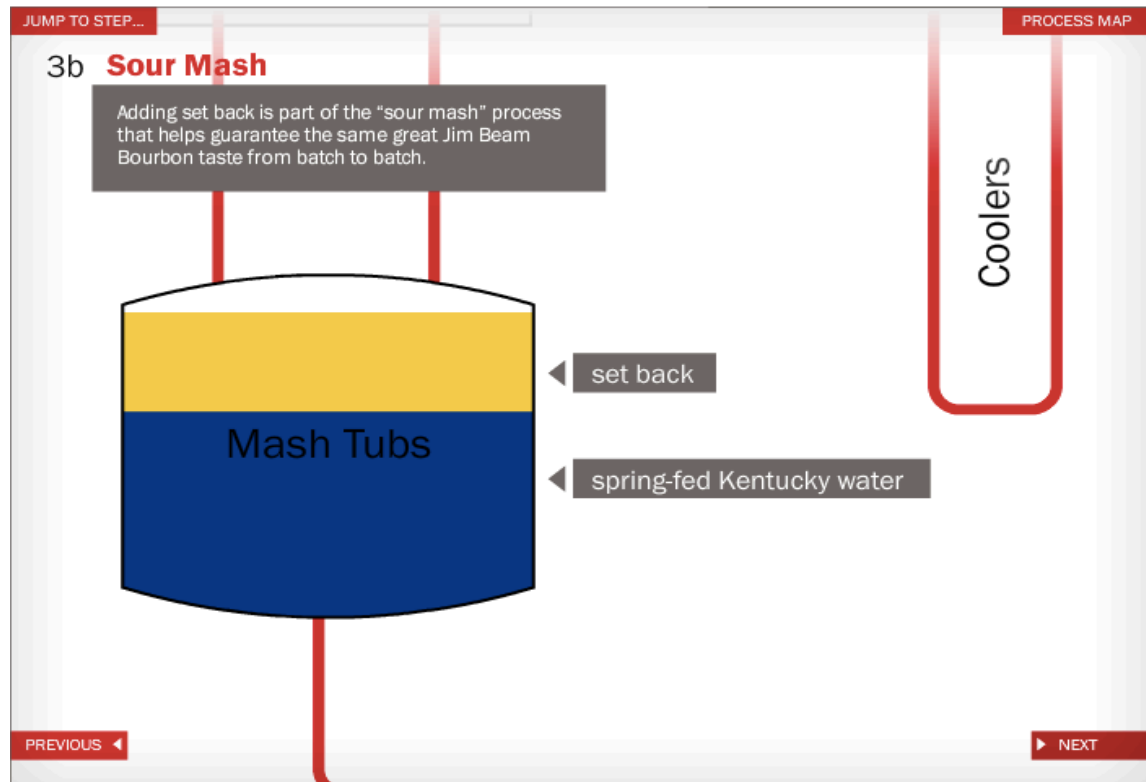 JUMP TO STEP...
PROCESS MAP
3b Sour Mash
Adding set back is part of the “sour mash” process
that helps guarantee the same great Jim Beam
Bourbon taste from batch to batch.
Coolers
set back
Mash Tubs
spring-fed Kentucky water
PREVIOUS
NEXT